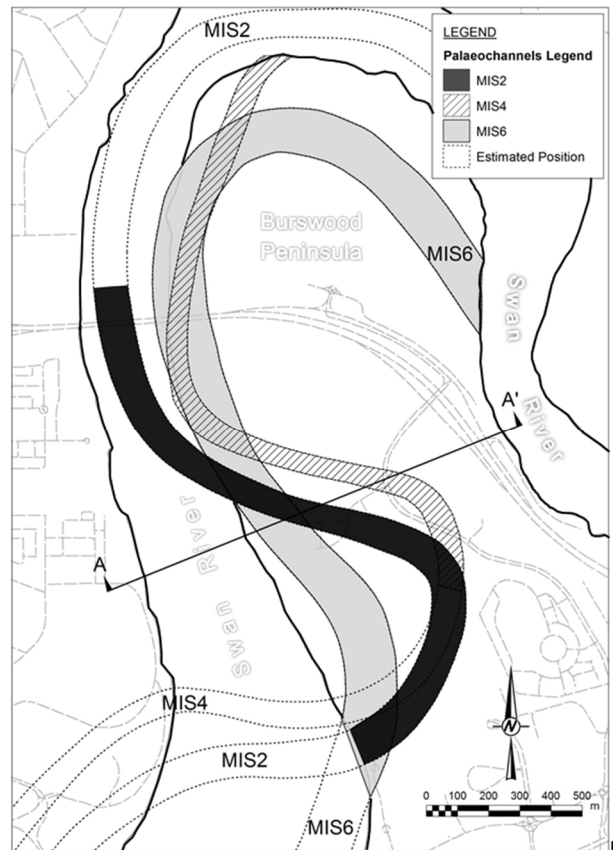 MIS2
LEGEND
Palaeochannels Legend
MIS2
MIS4
MIS6
Estimated Position
Burswood
Peninsula
MIS6
Swan
River
A'
A
Swan River
MIS4
MIS2
MIS6
N
0 100 200 300 400 500
m